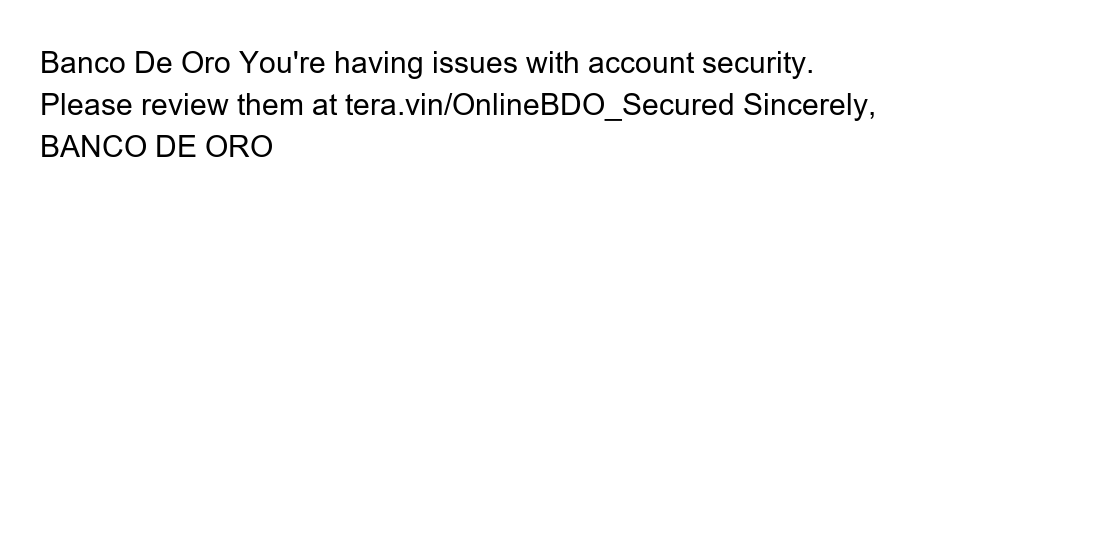 Banco De Oro You're having issues with account security.
Please review them at tera.vin/OnlineBDO_Secured Sincerely,
BANCO DE ORO